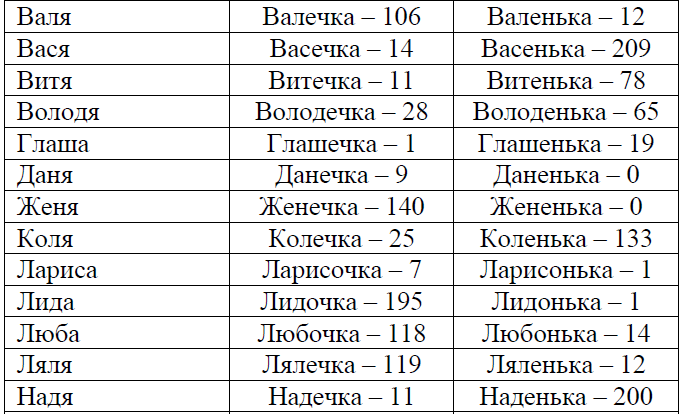 Валя Валечка – 106 Валенька – 12
Вася Васечка – 14 Васенька – 209
Витя Витечка – 11 Витенька – 78
Володя Володечка – 28 Володенька – 65
Глаша Глашечка – 1 Глашенька – 19
Даня Данечка – 9 Даненька – 0
Женя Женечка – 140 Жененька – 0
Коля Колечка – 25 Коленька – 133
Лариса Ларисочка – 7 Ларисонька – 1
Лида Лидочка – 195 Лидонька – 1
Люба Любочка – 118 Любонька – 14
Ляля Лялечка – 119 Ляленька – 12
Надя Надечка – 11 Наденька – 200